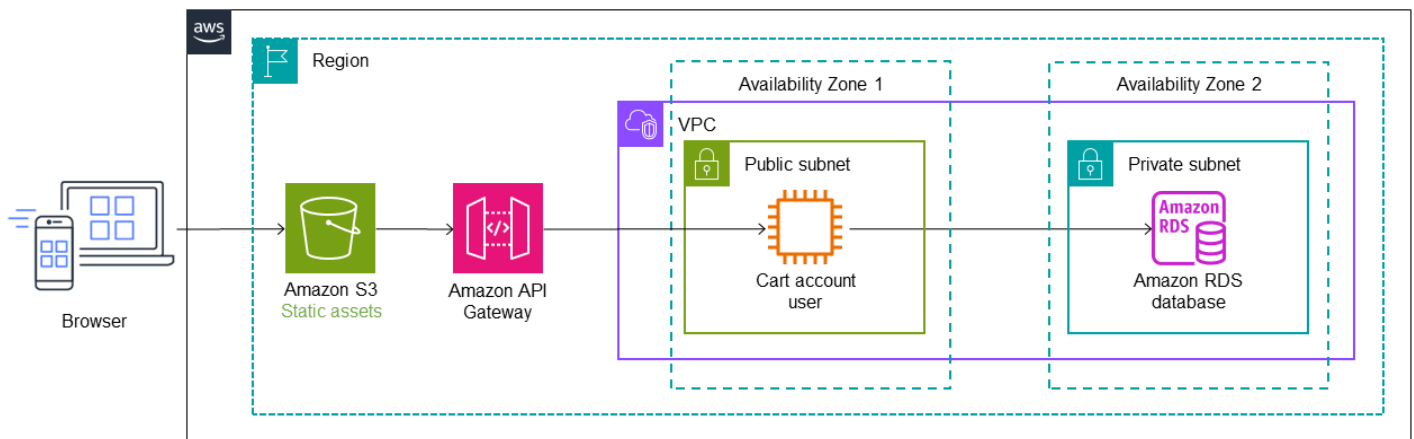 aws
Region
Availability Zone 1
Availability Zone 2
VPC
Public subnet
Private subnet
Amazon
RDS
</>
Amazon S3
Static assets
Amazon API
Gateway
Cart account
user
Amazon RDS
database
Browser